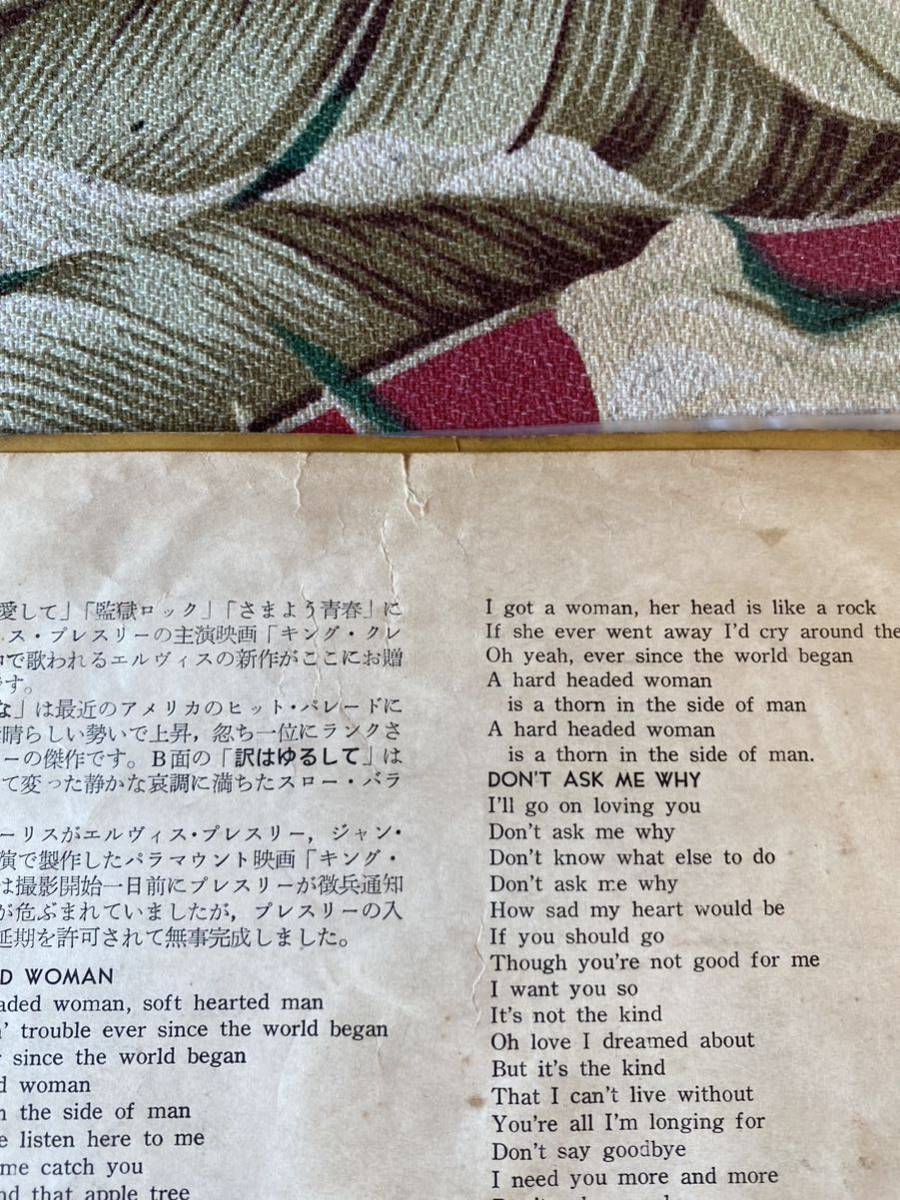 愛して」「監獄ロック」「さまよう青春」に
ス・プレスリーの主演映画「キング・クレ
で歌われるエルヴィスの新作がここにお贈
です。
な」は最近のアメリカのヒット・パレードに
晴らしい勢いで上昇，忽ち一位にランクさ
ーの傑作です。B面の「訳はゆるして」は
て変った静かな哀調に満ちたスロー・バラ
ーリスがエルヴィス・プレスリー，ジャン・
演で製作したパラマウント映画「キング・
は撮影開始一日前にプレスリーが徴兵通知
が危ぶまれていましたが，プレスリーの入
延期を許可されて無事完成しました。
D WOMAN
aded woman, soft hearted man
' trouble ever since the world began
r since the world began
d woman
n the side of man
e listen here to me
me catch you
nd that apple tree
I got a woman, her head is like a rock
If she ever went away I'd cry around the
Oh yeah, ever since the world began
A hard headed woman
is a thorn in the side of man
A hard headed woman
is a thorn in the side of man.
DON'T ASK ME WHY
I'll go on loving you
Don't ask me why
Don't know what else to do
Don't ask me why
How sad my heart would be
If you should go
Though you're not good for me
I want you so
It's not the kind
Oh love I dreamed about
But it's the kind
That I can't live without
You're all I'm longing for
Don't say goodbye
I need you more and more